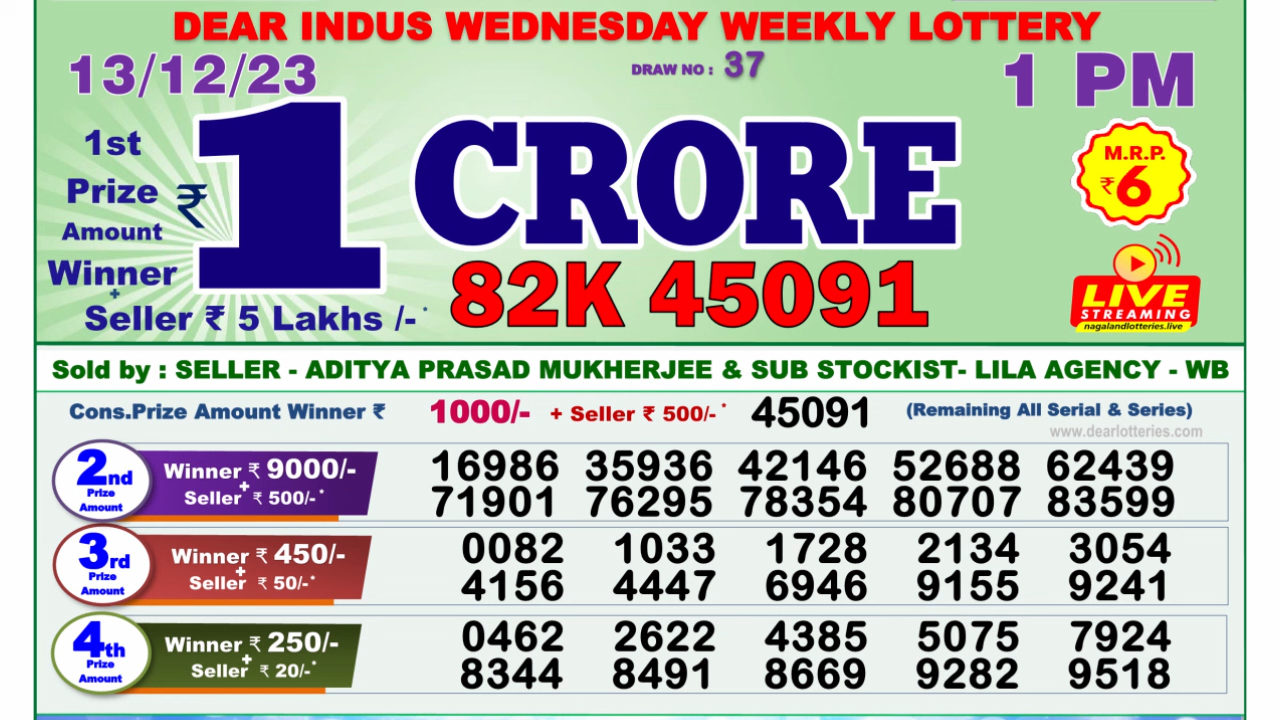 DEAR INDUS WEDNESDAY WEEKLY LOTTERY
13/12/23
DRAW NO : 37
1 PM
1st
Prize
Amount
Winner
+
Seller ₹ 5 Lakhs /-*
₹ 1 CRORE
82K 45091
M.R.P.
₹6
LIVE
STREAMING
nagalandlotteries.live
Sold by : SELLER - ADITYA PRASAD MUKHERJEE & SUB STOCKIST- LILA AGENCY - WB
Cons.Prize Amount Winner ₹ 1000/- + Seller ₹ 500/-* 45091 (Remaining All Serial & Series)
www.dearlotteries.com
2nd
Prize
Amount
Winner ₹ 9000/-
+
Seller ₹ 500/-*
16986 35936 42146 52688 62439
71901 76295 78354 80707 83599
3rd
Prize
Amount
Winner ₹ 450/-
+
Seller ₹ 50/-*
0082 1033 1728 2134 3054
4156 4447 6946 9155 9241
4th
Prize
Amount
Winner ₹ 250/-
+
Seller ₹ 20/-*
0462 2622 4385 5075 7924
8344 8491 8669 9282 9518